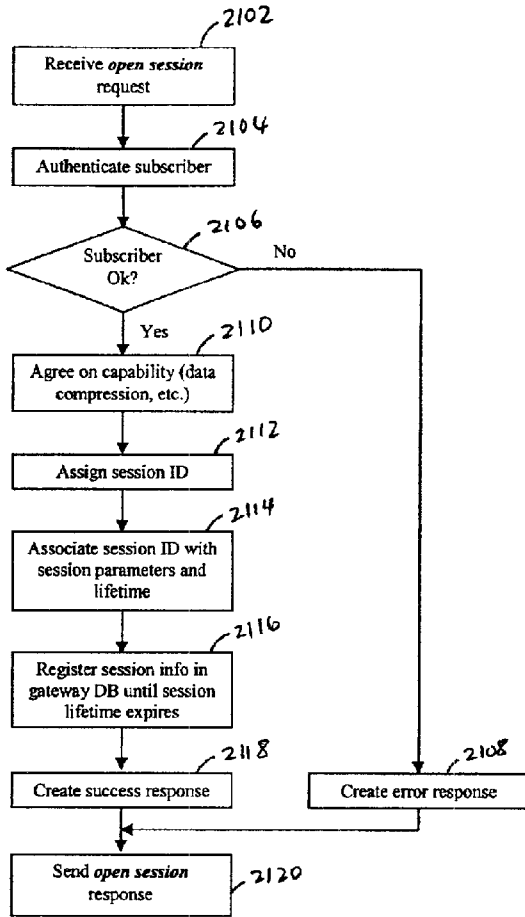 2102
Receive open session
request
2104
Authenticate subscriber
2106
Subscriber
Ok?
No
Yes
2110
Agree on capability (data
compression, etc.)
2112
Assign session ID
2114
Associate session ID with
session parameters and
lifetime
2116
Register session info in
gateway DB until session
lifetime expires
2118
Create success response
2108
Create error response
Send open session
response
2120